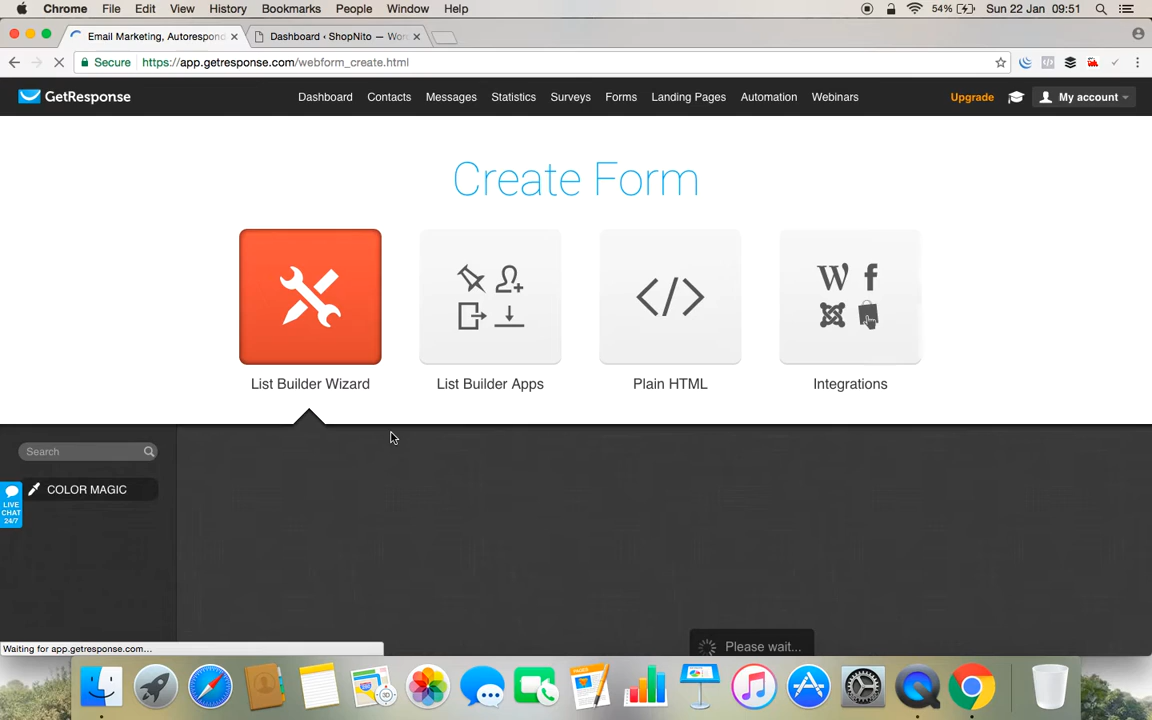 Chrome File Edit View History Bookmarks People Window Help 54% Sun 22 Jan 09:51
Email Marketing, Autorespond Dashboard ‹ ShopNito — Wor
Secure https://app.getresponse.com/webform_create.html
GetResponse Dashboard Contacts Messages Statistics Surveys Forms Landing Pages Automation Webinars Upgrade My account
Create Form
W f
</>
List Builder Wizard List Builder Apps Plain HTML Integrations
Search
COLOR MAGIC
LIVE
CHAT
24/7
Please wait...
Waiting for app.getresponse.com...